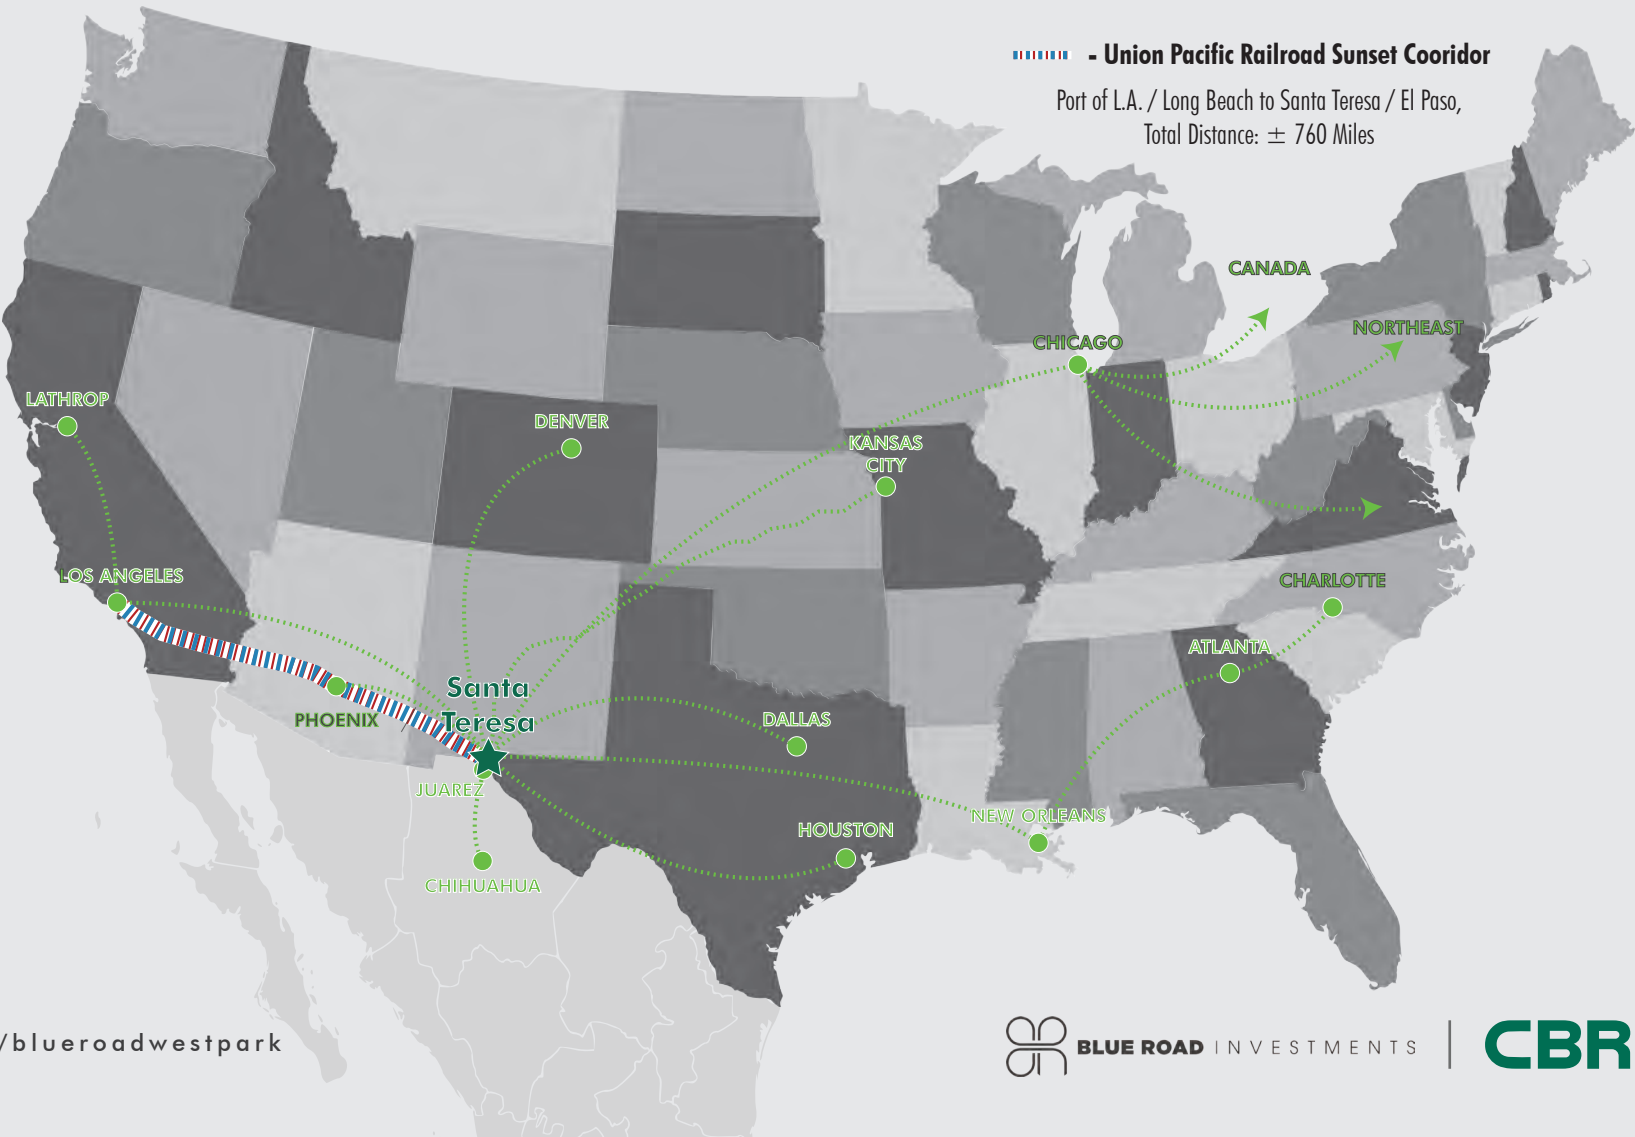 - Union Pacific Railroad Sunset Cooridor
Port of L.A. / Long Beach to Santa Teresa / El Paso,
Total Distance: ± 760 Miles
CANADA
NORTHEAST
CHICAGO
LATHROP
DENVER
KANSAS
CITY
LOS ANGELES
CHARLOTTE
ATLANTA
Santa
Teresa
PHOENIX
DALLAS
JUAREZ
NEW ORLEANS
HOUSTON
CHIHUAHUA
/blueroadwestpark
BLUE ROAD INVESTMENTS
CBR